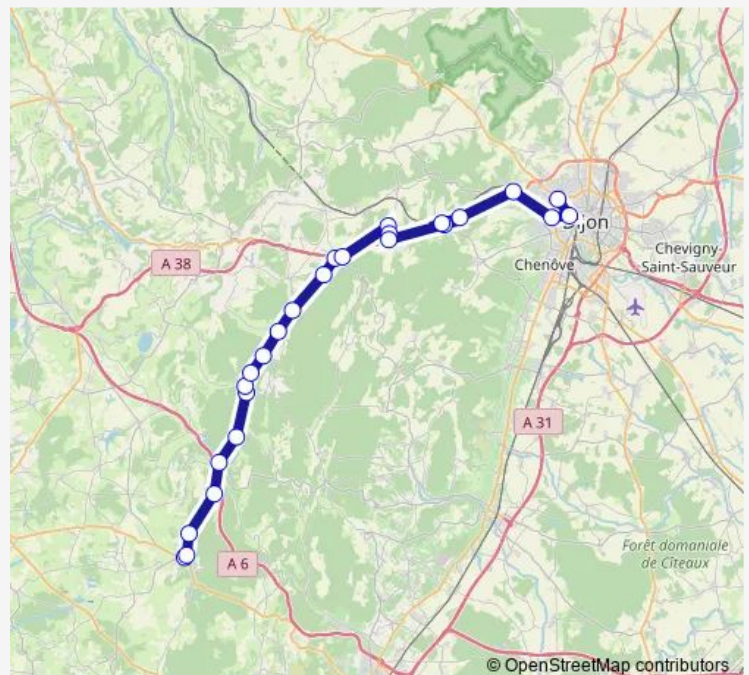 Dijon
A 38
Chenôve
Chevigny-
Saint-Sauveur
A 31
Forêt domaniale
de Cîteaux
A 6
© OpenStreetMap contributors